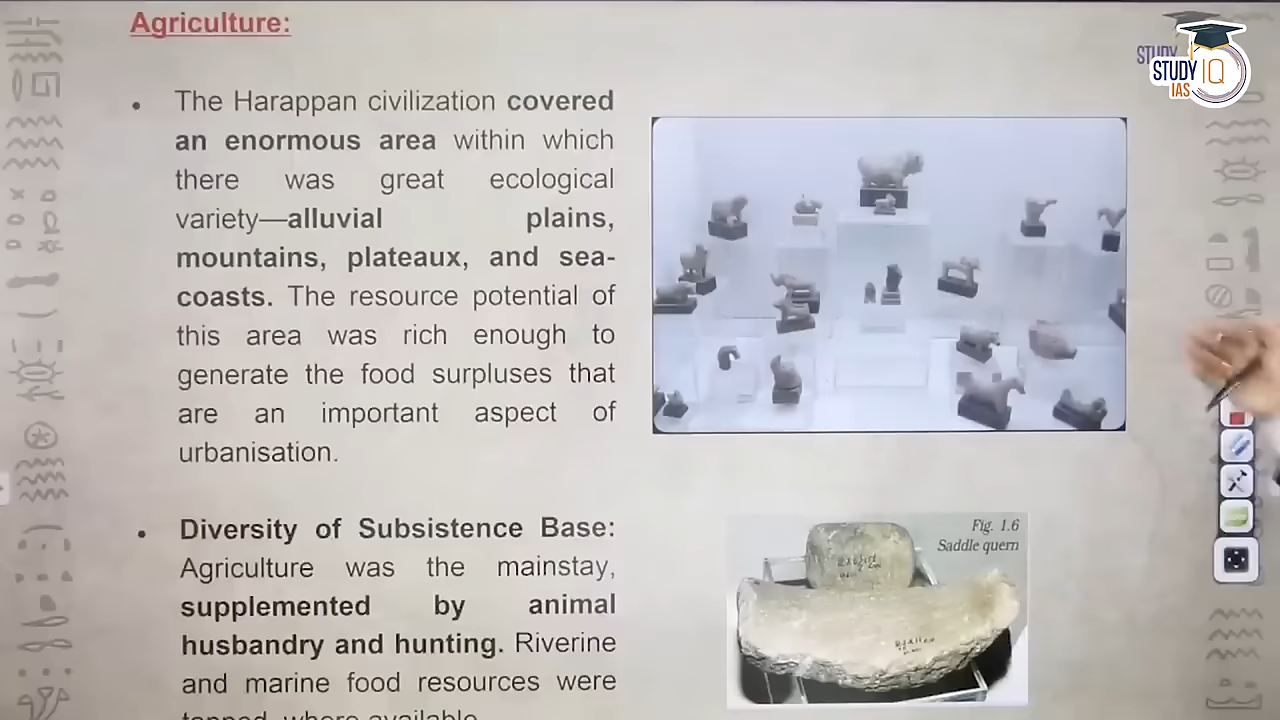 Agriculture:
STUDY
STUDY IQ
IAS
• The Harappan civilization covered
an enormous area within which
there was great ecological
variety—alluvial plains,
mountains, plateaux, and sea-
coasts. The resource potential of
this area was rich enough to
generate the food surpluses that
are an important aspect of
urbanisation.
• Diversity of Subsistence Base:
Agriculture was the mainstay,
supplemented by animal
husbandry and hunting. Riverine
and marine food resources were
tapped, where available
Fig. 1.6
Saddle quern